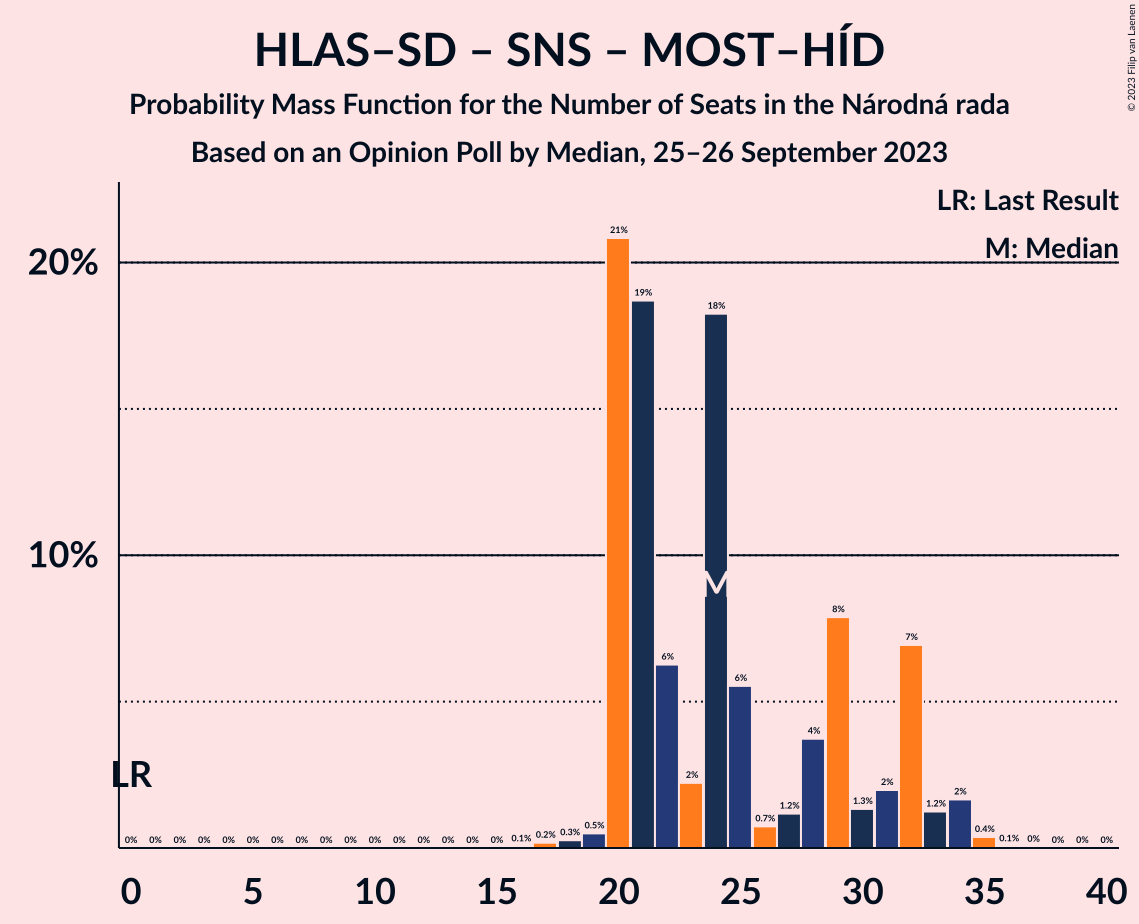 HLAS–SD – SNS – MOST–HÍD
Probability Mass Function for the Number of Seats in the Národná rada
Based on an Opinion Poll by Median, 25–26 September 2023
© 2023 Filip van Laenen
LR: Last Result
M: Median
20%
10%
LR
M
0% 0% 0% 0% 0% 0% 0% 0% 0% 0% 0% 0% 0% 0% 0% 0% 0.1% 0.2% 0.3% 0.5% 21% 19% 6% 2% 18% 6% 0.7% 1.2% 4% 8% 1.3% 2% 7% 1.2% 2% 0.4% 0.1% 0% 0% 0% 0%
0 5 10 15 20 25 30 35 40